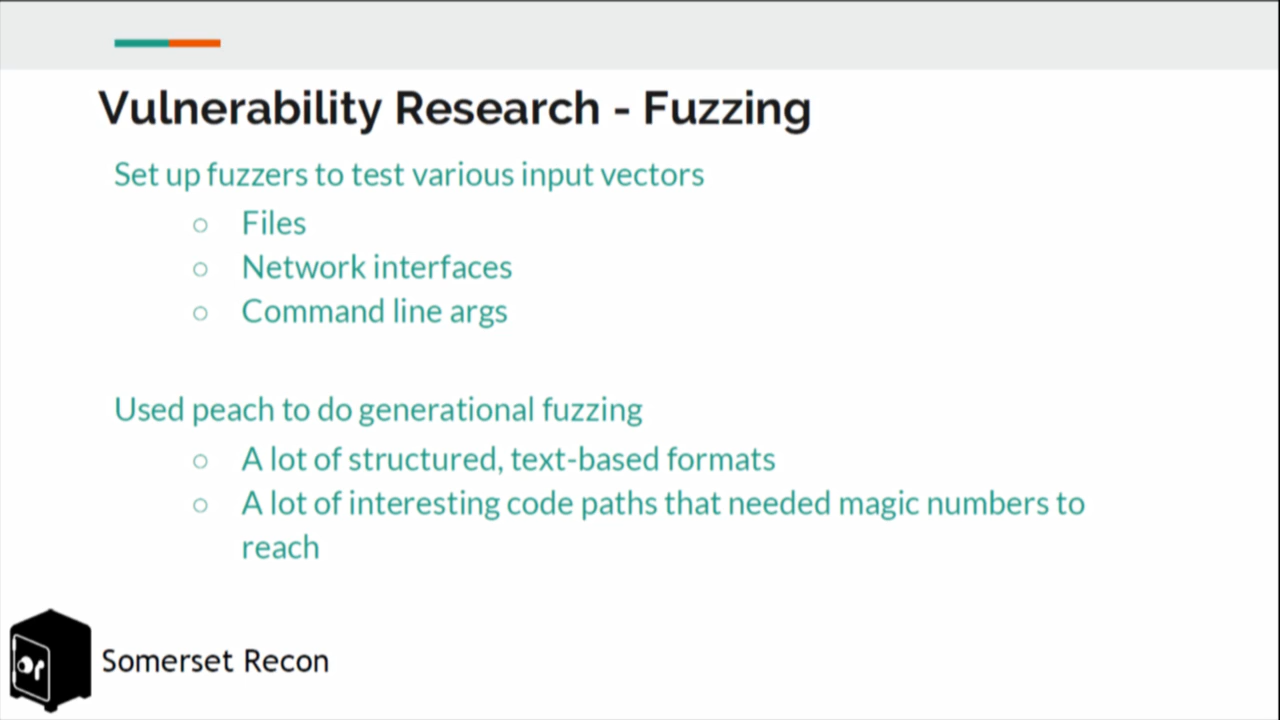 Vulnerability Research - Fuzzing
Set up fuzzers to test various input vectors
○ Files
○ Network interfaces
○ Command line args
Used peach to do generational fuzzing
○ A lot of structured, text-based formats
○ A lot of interesting code paths that needed magic numbers to
reach
Somerset Recon